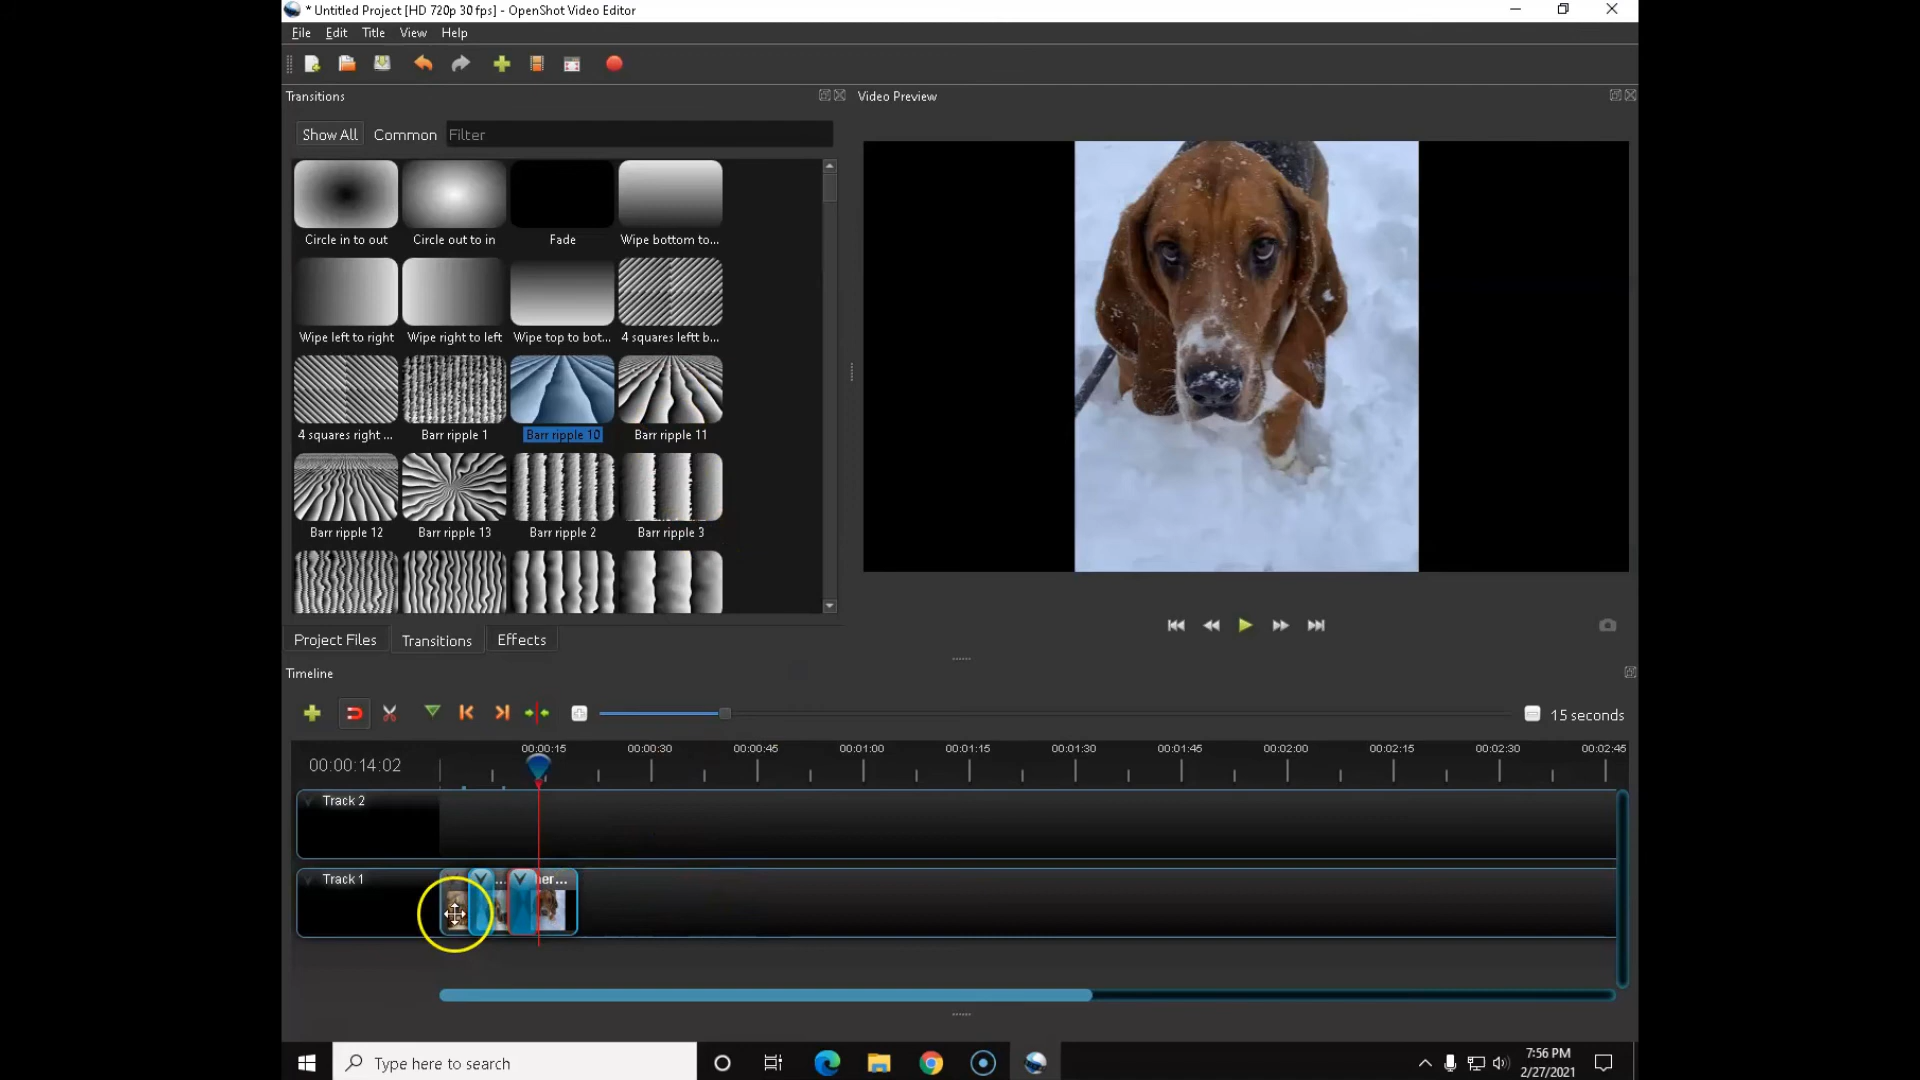 * Untitled Project [HD 720p 30 fps] - OpenShot Video Editor
File Edit Title View Help
Transitions
Video Preview
Show All Common Filter
Circle in to out Circle out to in Fade Wipe bottom to...
Wipe left to right Wipe right to left Wipe top to bot... 4 squares leftt b...
4 squares right ... Barr ripple 1 Barr ripple 10 Barr ripple 11
Barr ripple 12 Barr ripple 13 Barr ripple 2 Barr ripple 3
Project Files Transitions Effects
Timeline
15 seconds
00:00:14:02
00:00:15 00:00:30 00:00:45 00:01:00 00:01:15 00:01:30 00:01:45 00:02:00 00:02:15 00:02:30 00:02:45
Track 2
Track 1
... her...
Type here to search
7:56 PM
2/27/2021